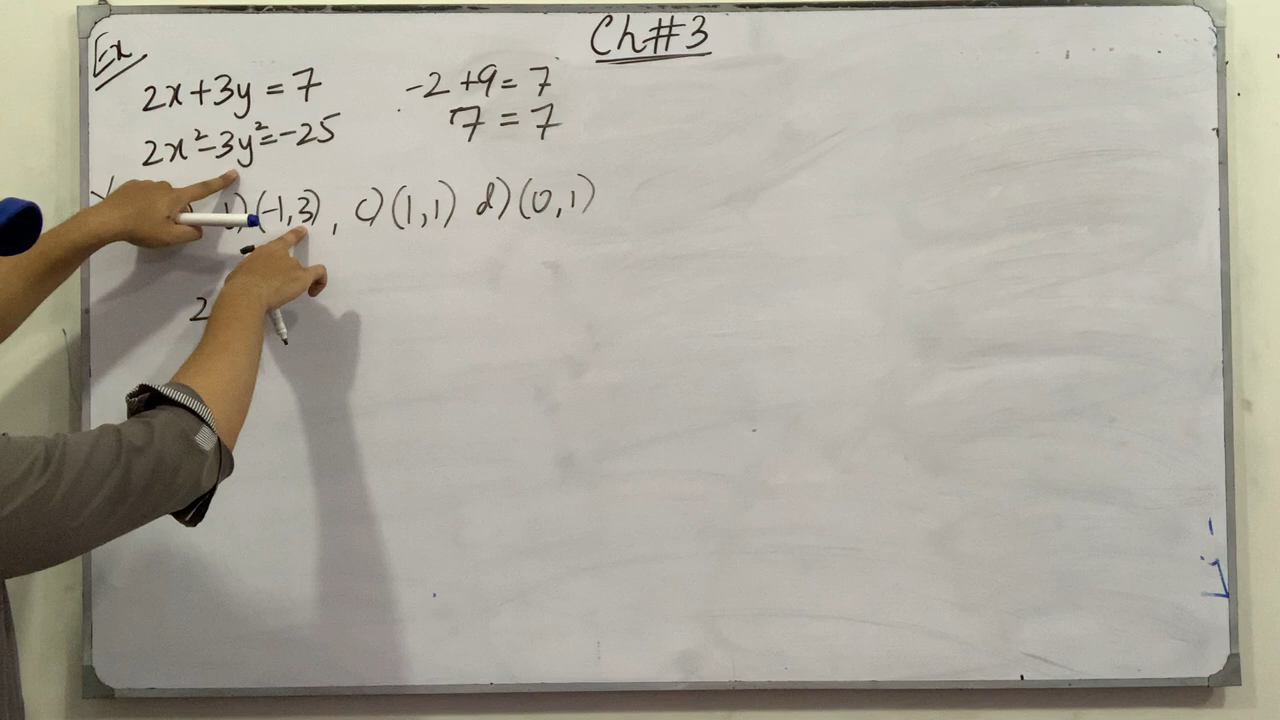 Ch#3
Ex
2x+3y=7
2x²-3y²=-25
-2+9=7
7=7
(-1,3), c)(1,1) d)(0,1)
2